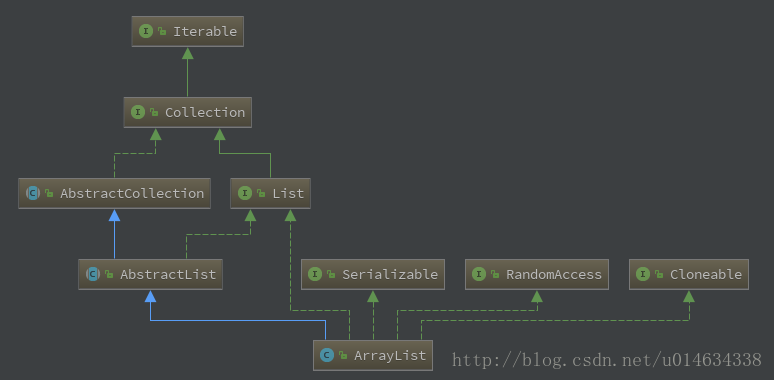 I Iterable
I Collection
C AbstractCollection
I List
C AbstractList
I Serializable
I RandomAccess
I Cloneable
C ArrayList
http://blog.csdn.net/u014634338